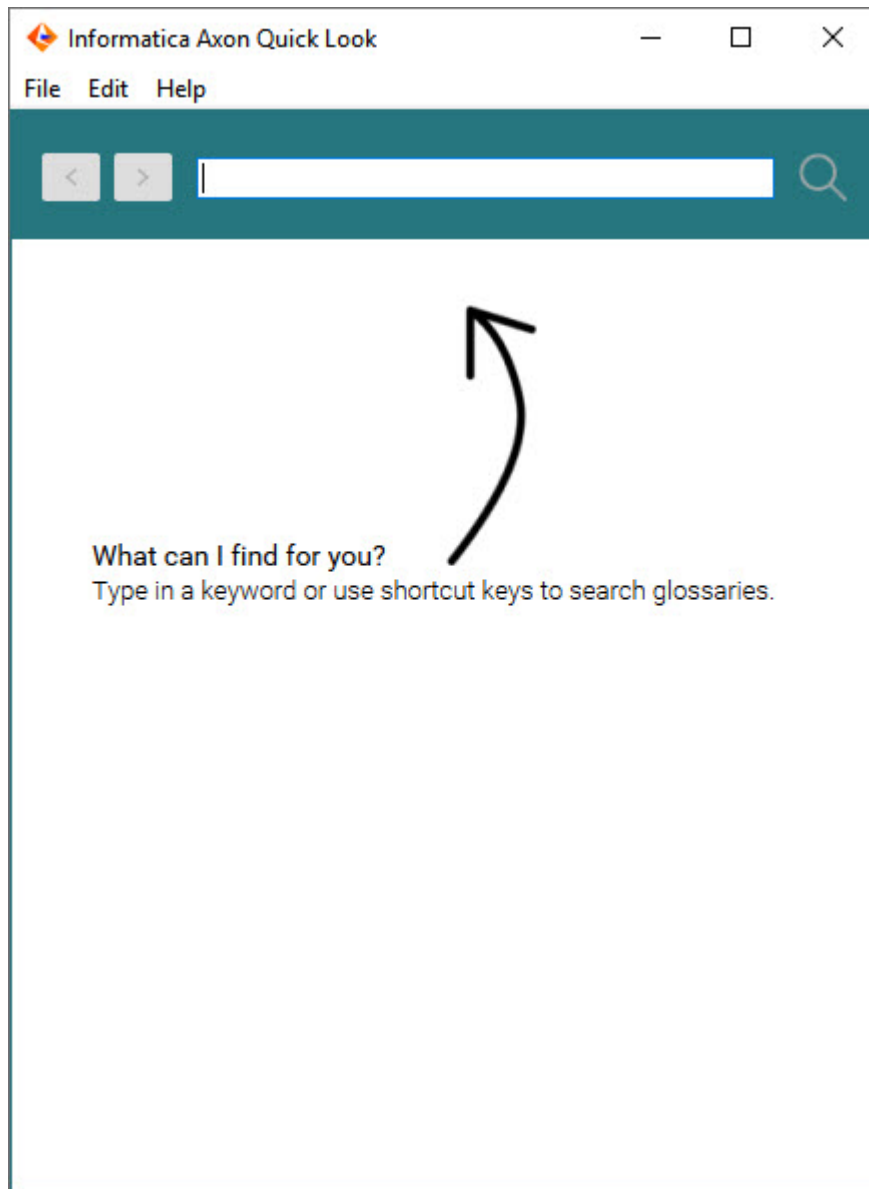 Informatica Axon Quick Look
File Edit Help
< >
What can I find for you?
Type in a keyword or use shortcut keys to search glossaries.